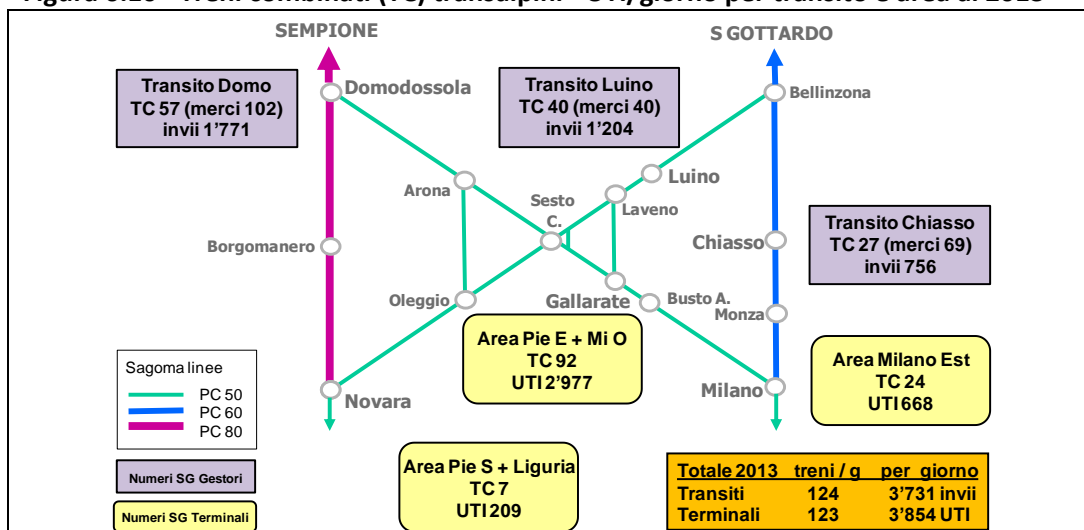 SEMPIONE
S GOTTARDO
Transito Domo
TC 57 (merci 102)
invii 1’771
Domodossola
Transito Luino
TC 40 (merci 40)
invii 1’204
Bellinzona
Arona
Sesto
C.
Luino
Laveno
Borgomanero
Chiasso
Transito Chiasso
TC 27 (merci 69)
invii 756
Oleggio
Gallarate
Busto A.
Monza
Area Pie E + Mi O
TC 92
UTI 2’977
Area Milano Est
TC 24
UTI 668
Sagoma linee
PC 50
PC 60
PC 80
Novara
Milano
Area Pie S + Liguria
TC 7
UTI 209
Numeri SG Gestori
Numeri SG Terminali
Totale 2013 treni / g per giorno
Transiti 124 3’731 invii
Terminali 123 3’854 UTI